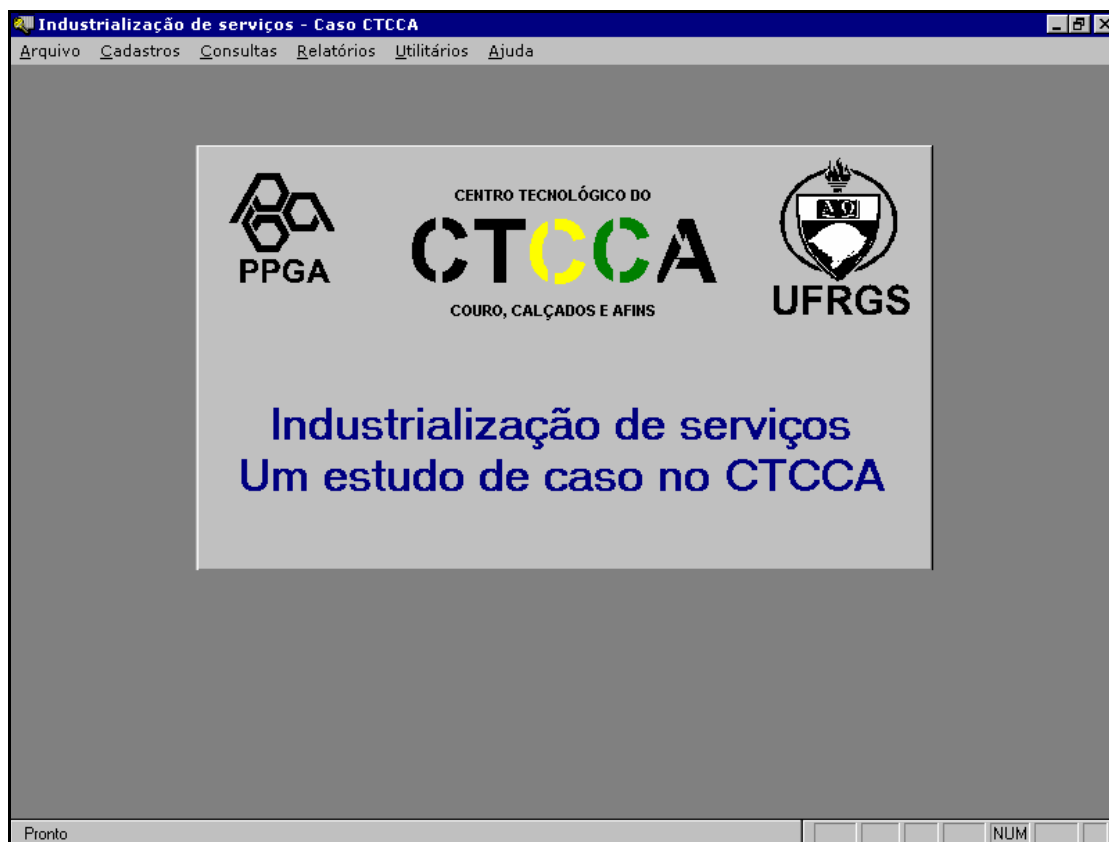 Industrialização de serviços - Caso CTCCA
Arquivo Cadastros Consultas Relatórios Utilitários Ajuda
PPGA
CENTRO TECNOLÓGICO DO
CTCCA
COURO, CALÇADOS E AFINS
ΑΩ
UFRGS
Industrialização de serviços
Um estudo de caso no CTCCA
Pronto NUM